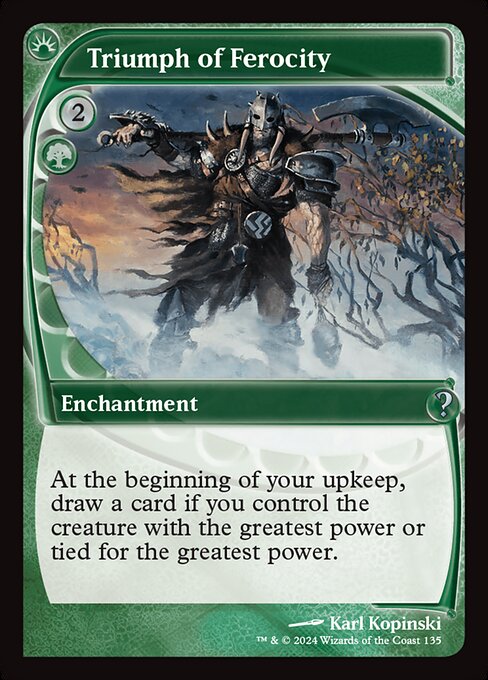 Triumph of Ferocity
2
Enchantment
?
At the beginning of your upkeep,
draw a card if you control the
creature with the greatest power or
tied for the greatest power.
Karl Kopinski
™ & © 2024 Wizards of the Coast 135